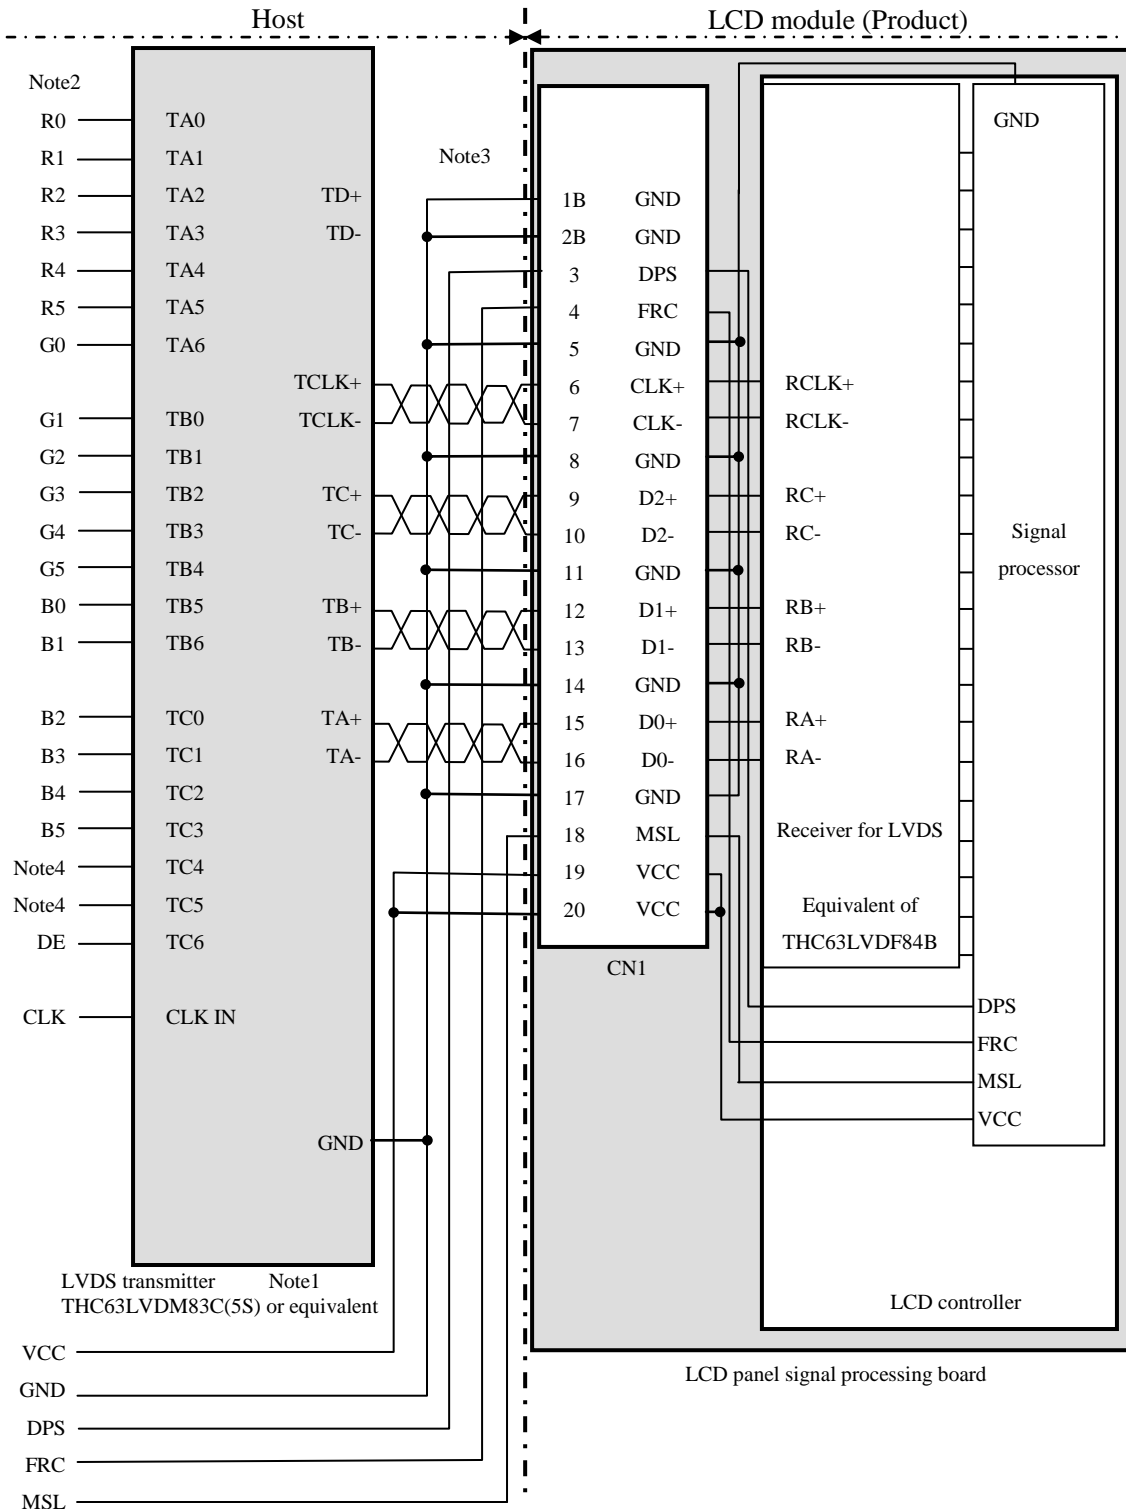 Host
LCD module (Product)
Note2
R0 TA0
R1 TA1
R2 TA2 TD+
R3 TA3 TD-
R4 TA4
R5 TA5
G0 TA6
TCLK+
G1 TB0 TCLK-
G2 TB1
G3 TB2 TC+
G4 TB3 TC-
G5 TB4
B0 TB5 TB+
B1 TB6 TB-
B2 TC0 TA+
B3 TC1 TA-
B4 TC2
B5 TC3
Note4 TC4
Note4 TC5
DE TC6
CLK CLK IN
GND
LVDS transmitter Note1
THC63LVDM83C(5S) or equivalent
VCC
GND
DPS
FRC
MSL
Note3
1B GND
2B GND
3 DPS
4 FRC
5 GND
6 CLK+
7 CLK-
8 GND
9 D2+
10 D2-
11 GND
12 D1+
13 D1-
14 GND
15 D0+
16 D0-
17 GND
18 MSL
19 VCC
20 VCC
CN1
RCLK+
RCLK-
RC+
RC-
RB+
RB-
RA+
RA-
Receiver for LVDS
Equivalent of
THC63LVDF84B
GND
Signal
processor
DPS
FRC
MSL
VCC
LCD controller
LCD panel signal processing board